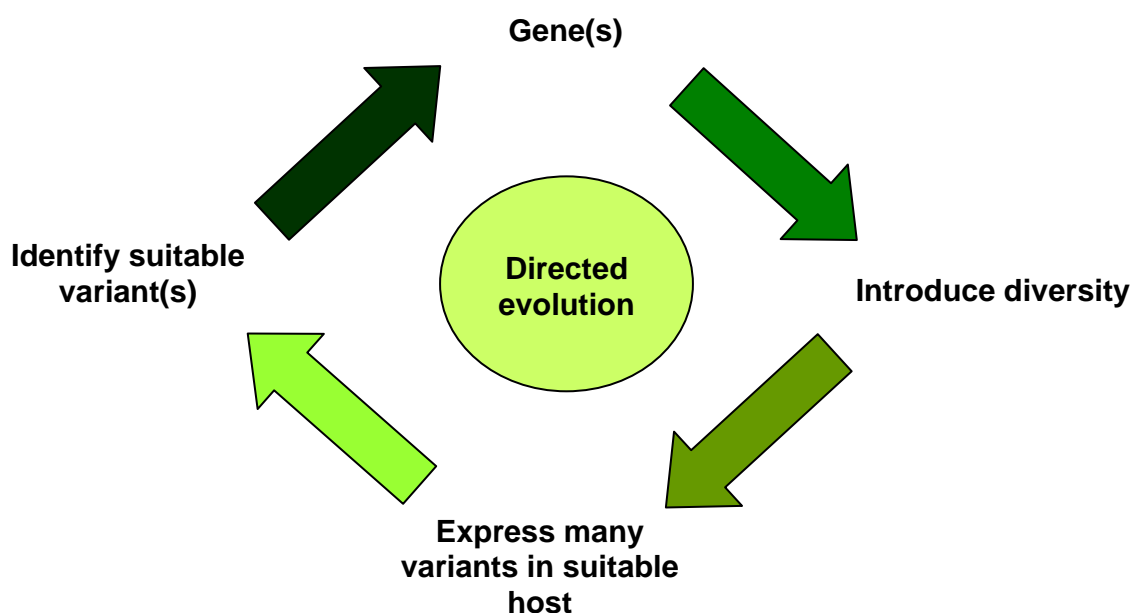 Gene(s)
Introduce diversity
Express many
variants in suitable
host
Identify suitable
variant(s)
Directed
evolution